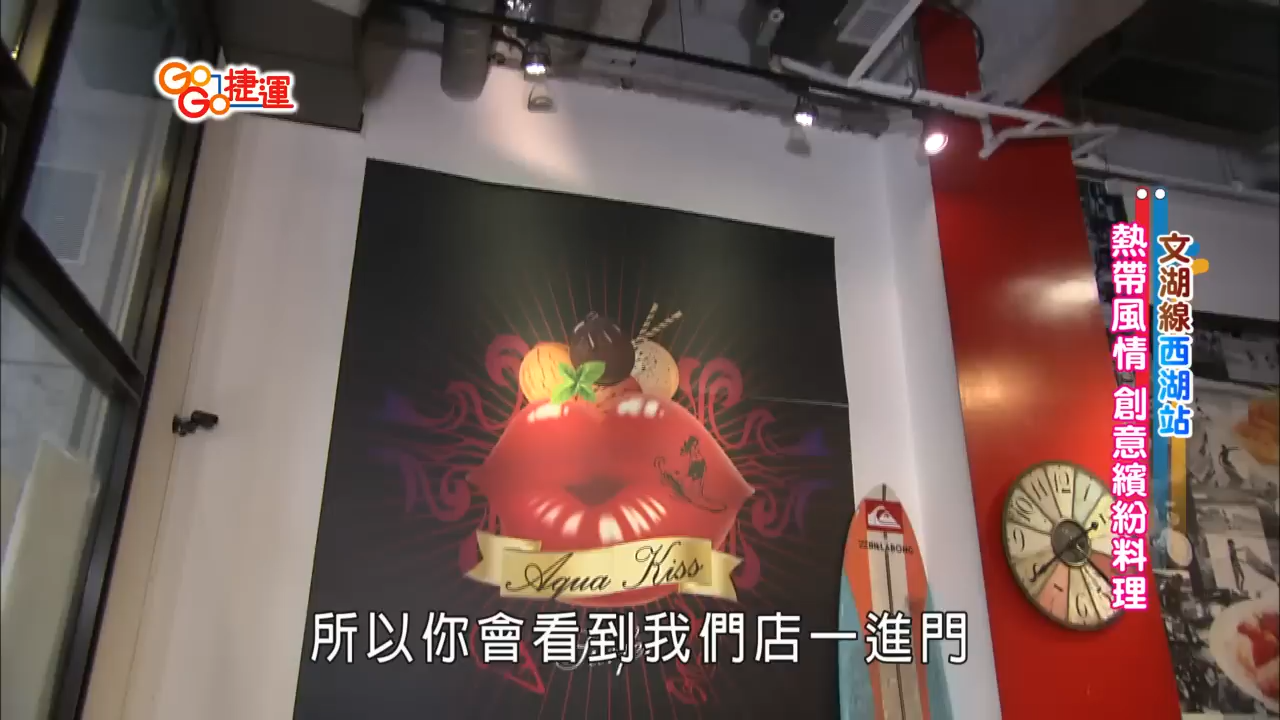 GoGo捷運
文湖線西湖站
熱帶風情 創意繽紛料理
Aqua Kiss
BILLABONG
所以你會看到我們店一進門